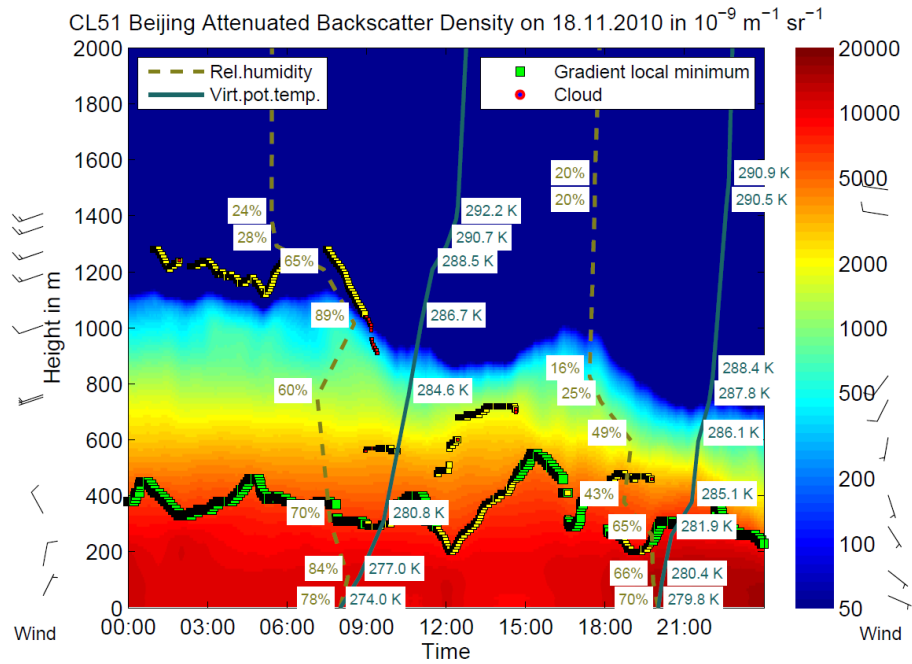 CL51 Beijing Attenuated Backscatter Density on 18.11.2010 in 10⁻⁹ m⁻¹ sr⁻¹
Rel.humidity
Virt.pot.temp.
Gradient local minimum
Cloud
Height in m
2000
1800
1600
1400
1200
1000
800
600
400
200
0
24%
28%
65%
89%
60%
70%
84%
78%
292.2 K
290.7 K
288.5 K
286.7 K
284.6 K
280.8 K
277.0 K
274.0 K
20%
20%
16%
25%
49%
43%
65%
66%
70%
290.9 K
290.5 K
288.4 K
287.8 K
286.1 K
285.1 K
281.9 K
280.4 K
279.8 K
20000
10000
5000
2000
1000
500
200
100
50
00:00 03:00 06:00 09:00 12:00 15:00 18:00 21:00
Wind
Time
Wind